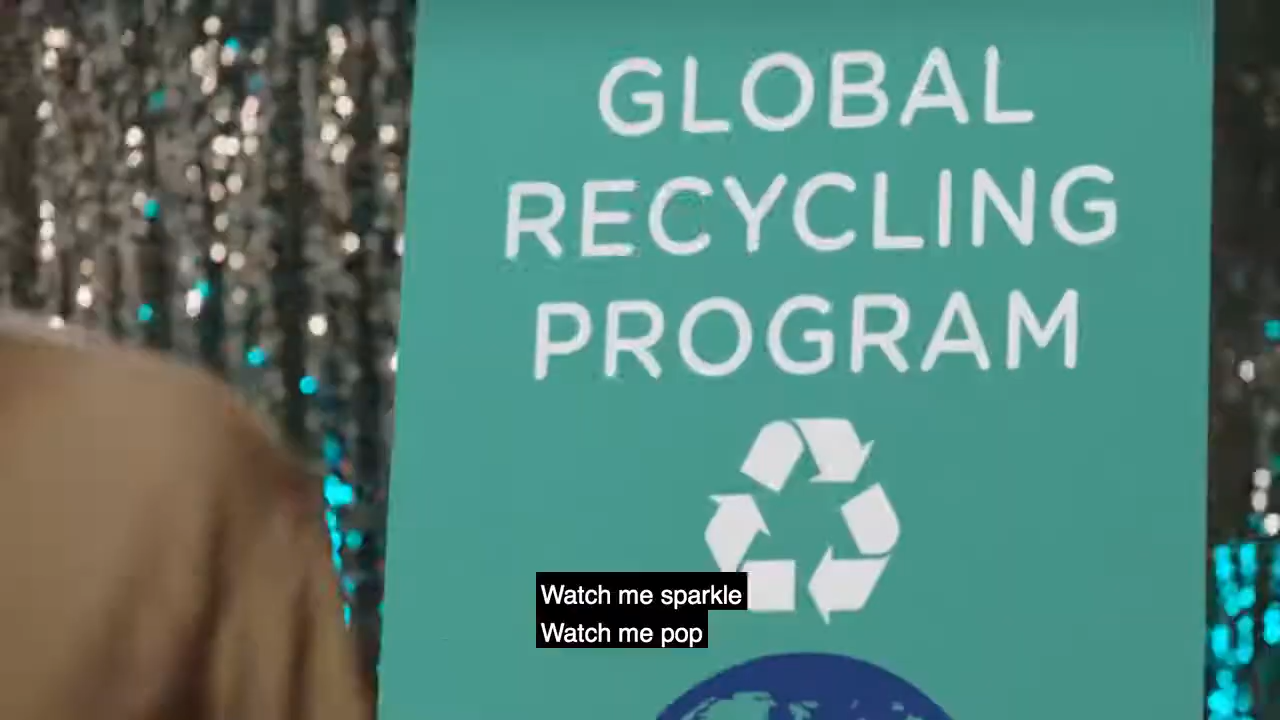 GLOBAL
RECYCLING
PROGRAM
Watch me sparkle
Watch me pop